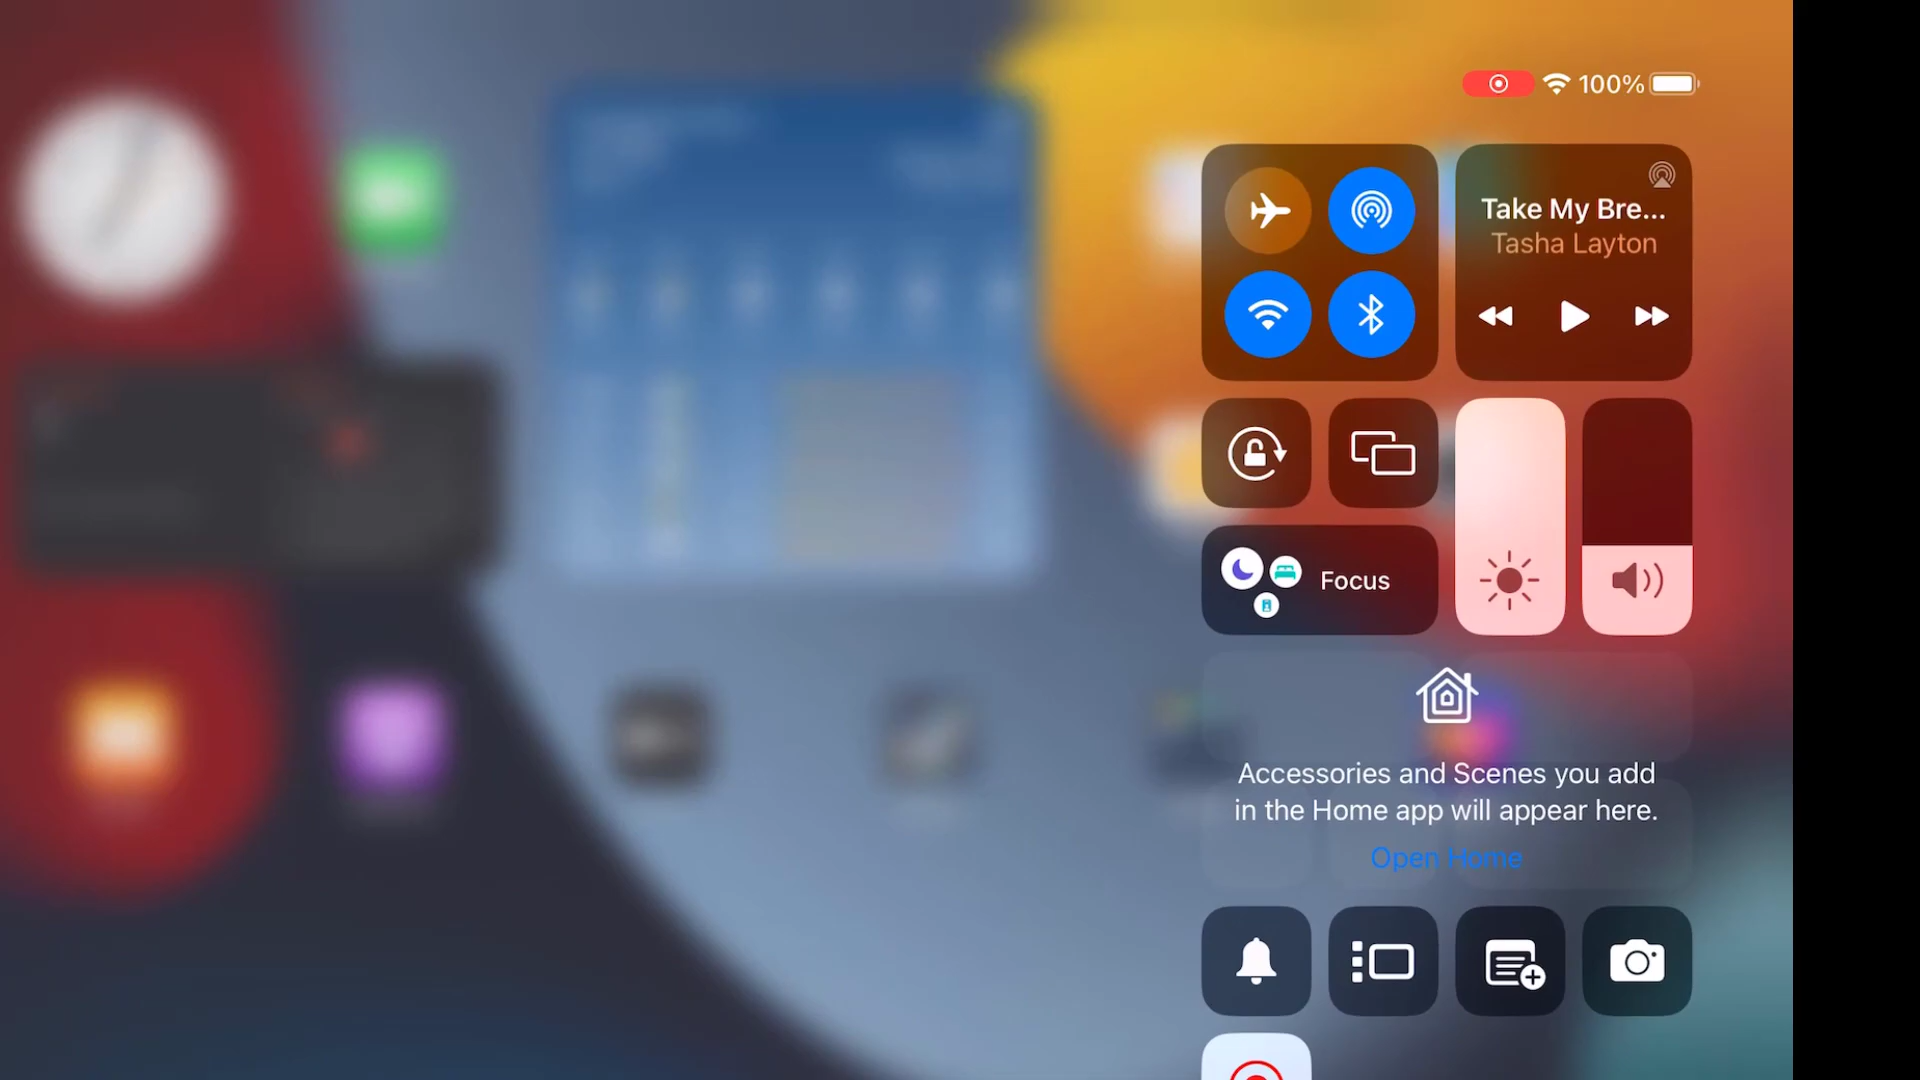 100%
Take My Bre...
Tasha Layton
Focus
Accessories and Scenes you add
in the Home app will appear here.
Open Home